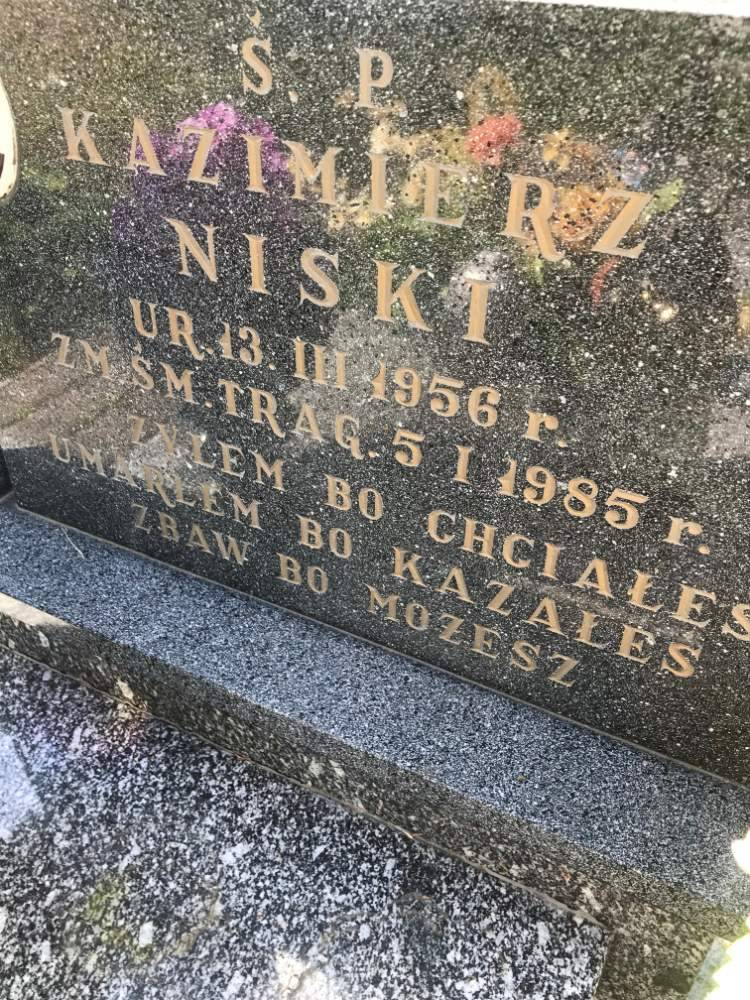 Ś. P.
KAZIMIERZ
NISKI
UR. 13. III 1956 r.
ZM ŚM. TRAG. 5 I 1985 r.
ŻYŁEM BO CHCIAŁEŚ
UMARŁEM BO KAZAŁEŚ
ZBAW BO MOŻESZ